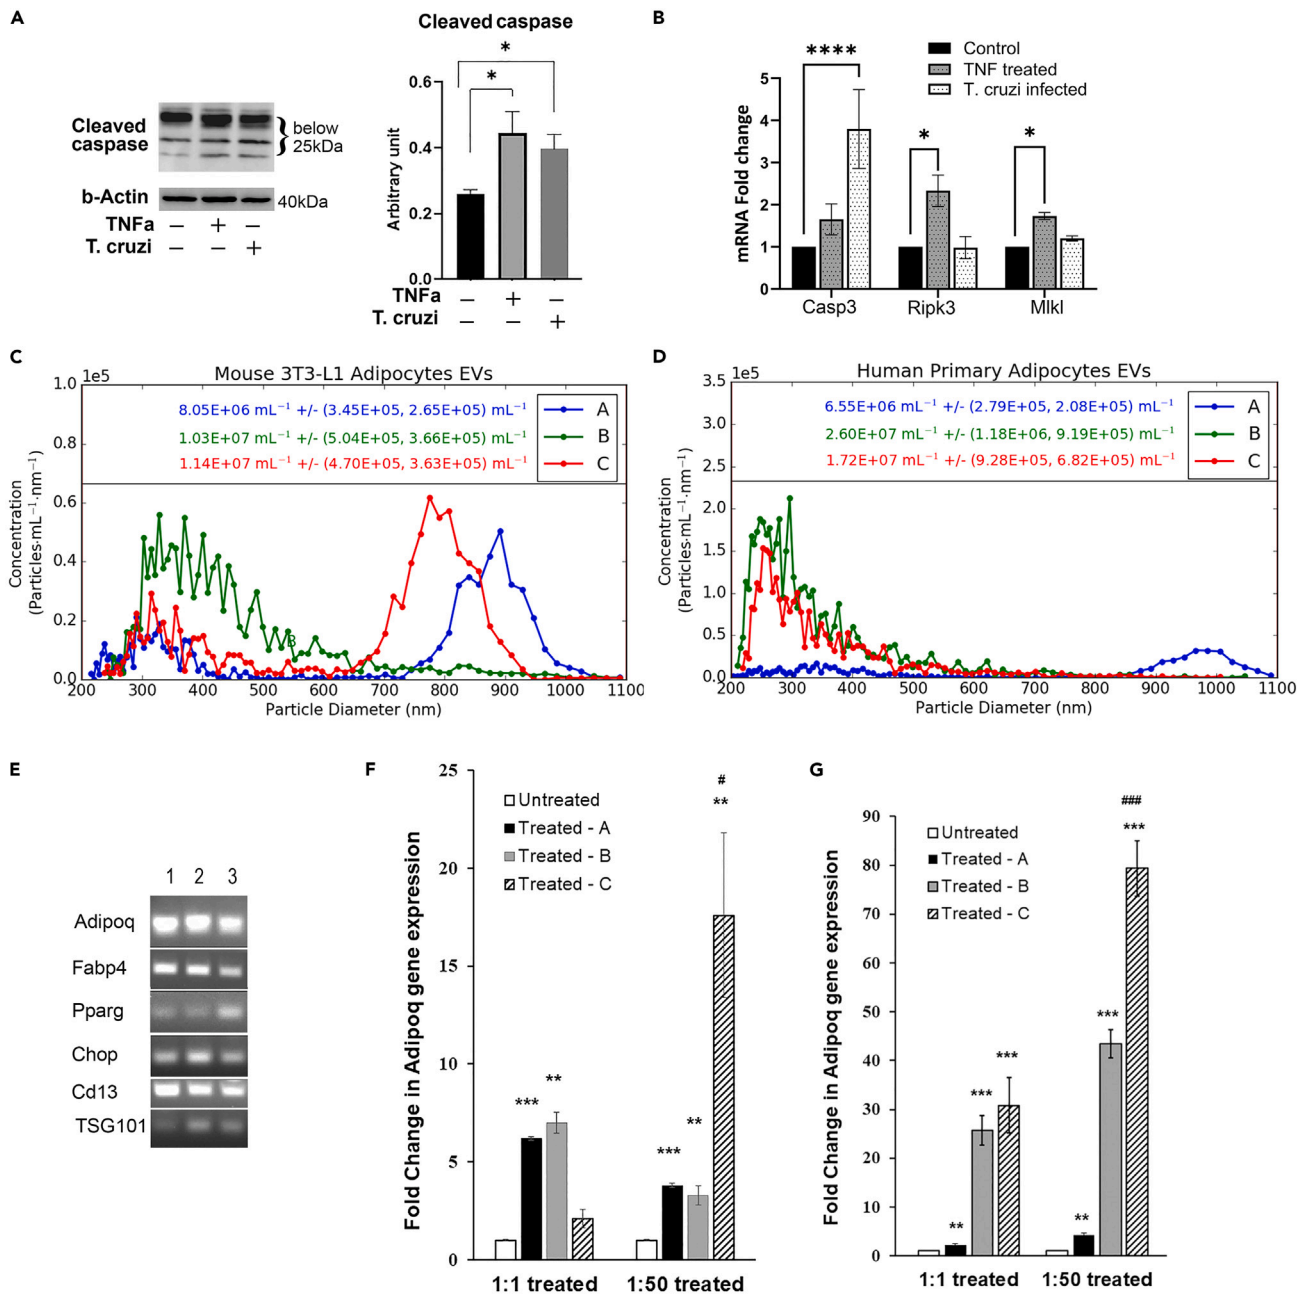 A
Cleaved caspase
Cleaved
caspase
below
25kDa
b-Actin
40kDa
TNFa – + –
T. cruzi – – +
*
*
Arbitrary unit
0.6
0.4
0.2
0.0
TNFa – + –
T. cruzi – – +
B
Control
TNF treated
T. cruzi infected
****
*
*
mRNA Fold change
5
4
3
2
1
0
Casp3 Ripk3 Mlkl
C
1e5
Mouse 3T3-L1 Adipocytes EVs
8.05E+06 mL⁻¹ +/- (3.45E+05, 2.65E+05) mL⁻¹ A
1.03E+07 mL⁻¹ +/- (5.04E+05, 3.66E+05) mL⁻¹ B
1.14E+07 mL⁻¹ +/- (4.70E+05, 3.63E+05) mL⁻¹ C
Concentration
(Particles·mL⁻¹·nm⁻¹)
1.0
0.8
0.6
0.4
0.2
0.0
B
200 300 400 500 600 700 800 900 1000 1100
Particle Diameter (nm)
D
1e5
Human Primary Adipocytes EVs
6.55E+06 mL⁻¹ +/- (2.79E+05, 2.08E+05) mL⁻¹ A
2.60E+07 mL⁻¹ +/- (1.18E+06, 9.19E+05) mL⁻¹ B
1.72E+07 mL⁻¹ +/- (9.28E+05, 6.82E+05) mL⁻¹ C
Concentration
(Particles·mL⁻¹·nm⁻¹)
3.5
3.0
2.5
2.0
1.5
1.0
0.5
0.0
200 300 400 500 600 700 800 900 1000 1100
Particle Diameter (nm)
E
1 2 3
Adipoq
Fabp4
Pparg
Chop
Cd13
TSG101
F
Fold Change in Adipoq gene expression
25
20
15
10
5
0
Untreated
Treated - A
Treated - B
Treated - C
***
**
***
**
#
**
1:1 treated 1:50 treated
G
Fold Change in Adipoq gene expression
90
80
70
60
50
40
30
20
10
0
Untreated
Treated - A
Treated - B
Treated - C
**
***
***
**
***
###
***
1:1 treated 1:50 treated